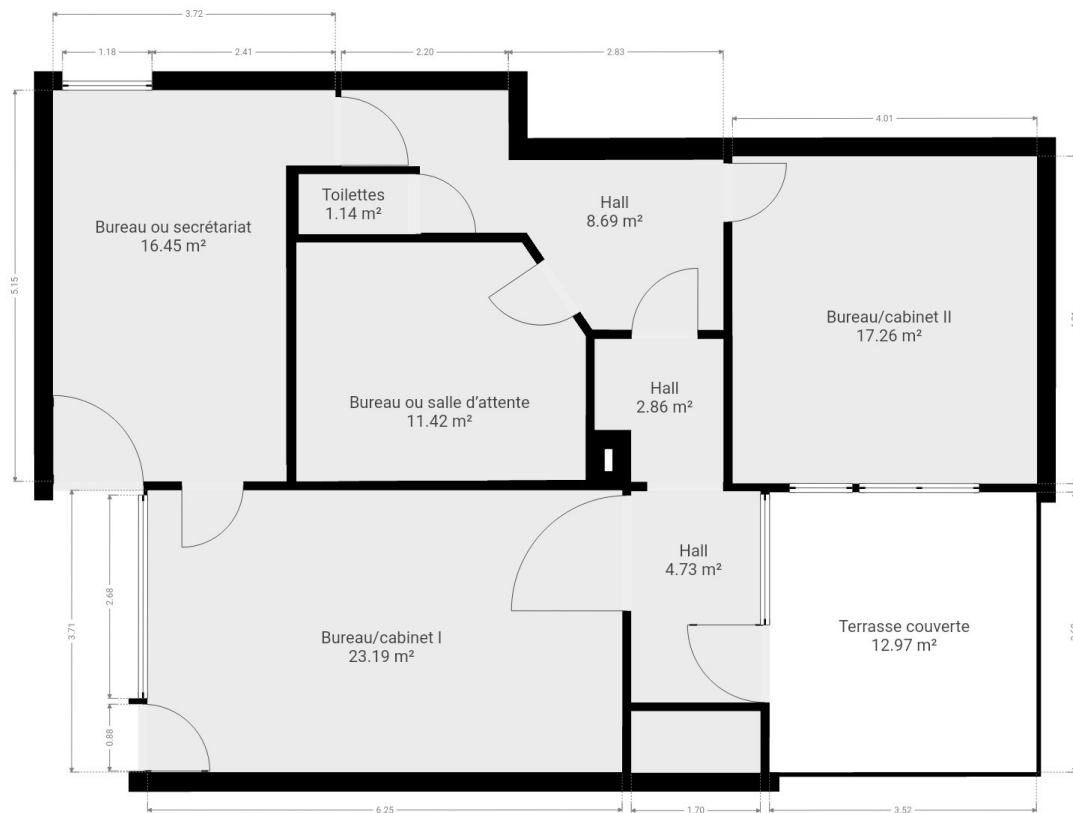 3.72
1.18
2.41
2.20
2.83
4.01
Toilettes
1.14 m²
Hall
8.69 m²
Bureau ou secrétariat
16.45 m²
5.15
Bureau/cabinet II
17.26 m²
Bureau ou salle d’attente
11.42 m²
Hall
2.86 m²
Hall
4.73 m²
2.68
3.71
Bureau/cabinet I
23.19 m²
Terrasse couverte
12.97 m²
0.88
6.25
1.70
3.52